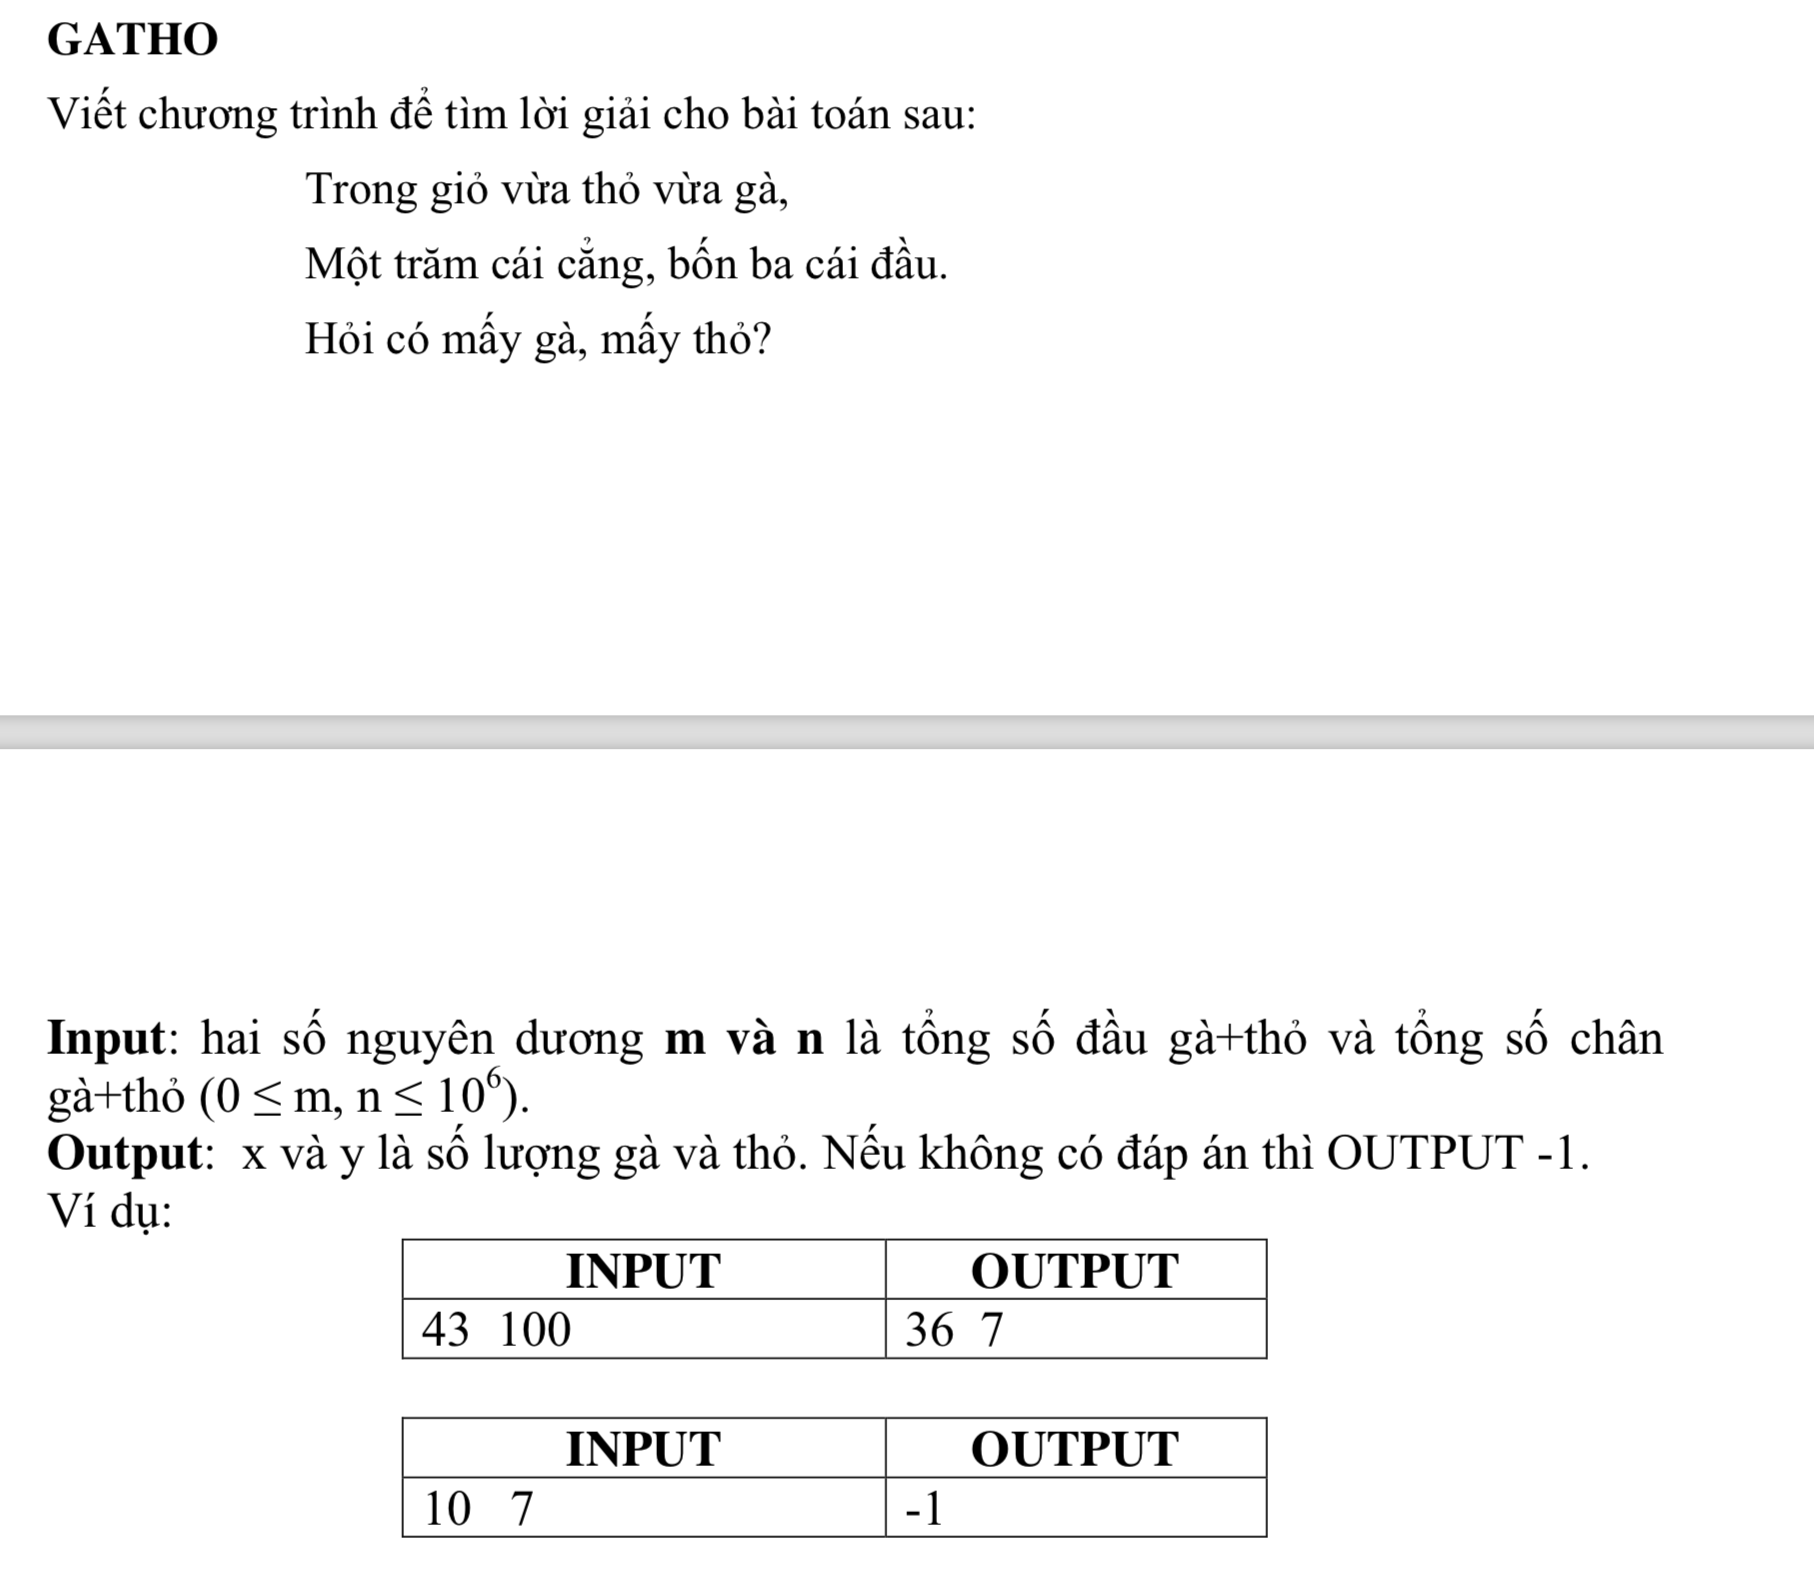 GATHO
Viết chương trình để tìm lời giải cho bài toán sau:
Trong giỏ vừa thỏ vừa gà,
Một trăm cái cẳng, bốn ba cái đầu.
Hỏi có mấy gà, mấy thỏ?
Input: hai số nguyên dương m và n là tổng số đầu gà+thỏ và tổng số chân
gà+thỏ (0 ≤ m, n ≤ 10⁶).
Output: x và y là số lượng gà và thỏ. Nếu không có đáp án thì OUTPUT -1.
Ví dụ:
INPUT OUTPUT
43 100 36 7
INPUT OUTPUT
10 7 -1